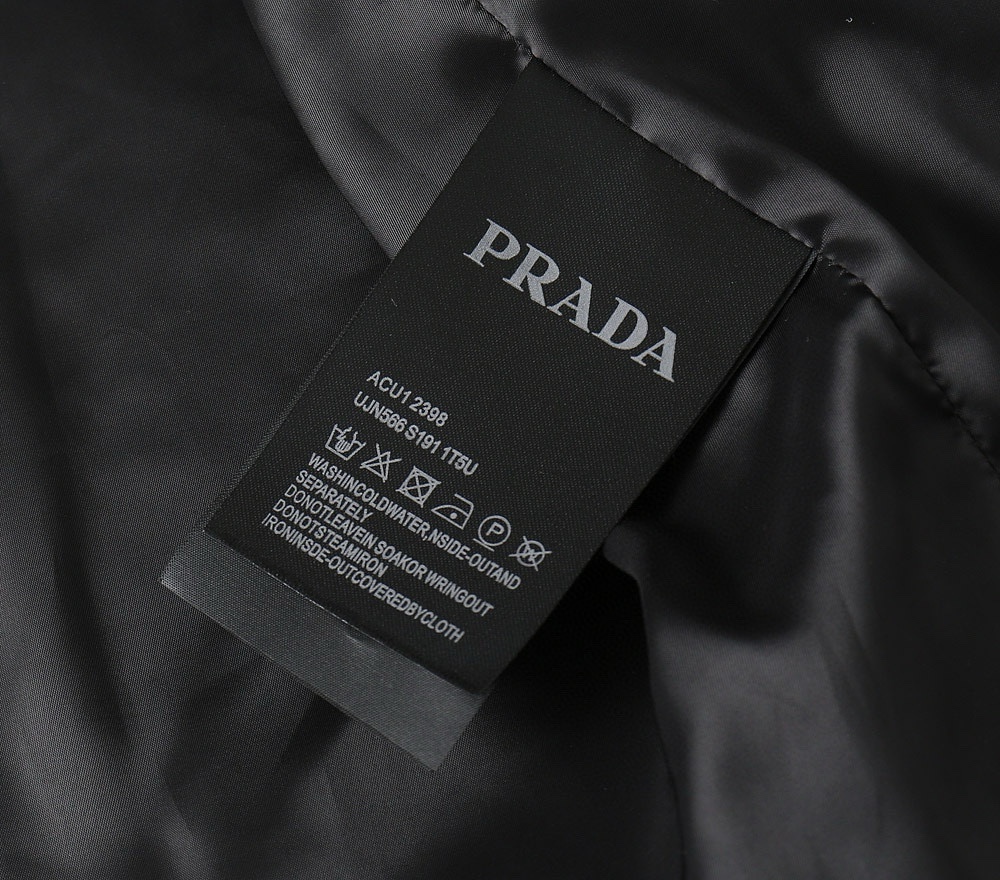 PRADA
ACU1 2398
UJN566 S191 1T5U
P W
WASHINCOLDWATER,NSIDE-OUTAND
SEPARATELY
DONOTLEAVEIN SOAKOR WRINGOUT
DONOTSTEAMIRON
IRONINSDE-OUTCOVEREDBYCLOTH